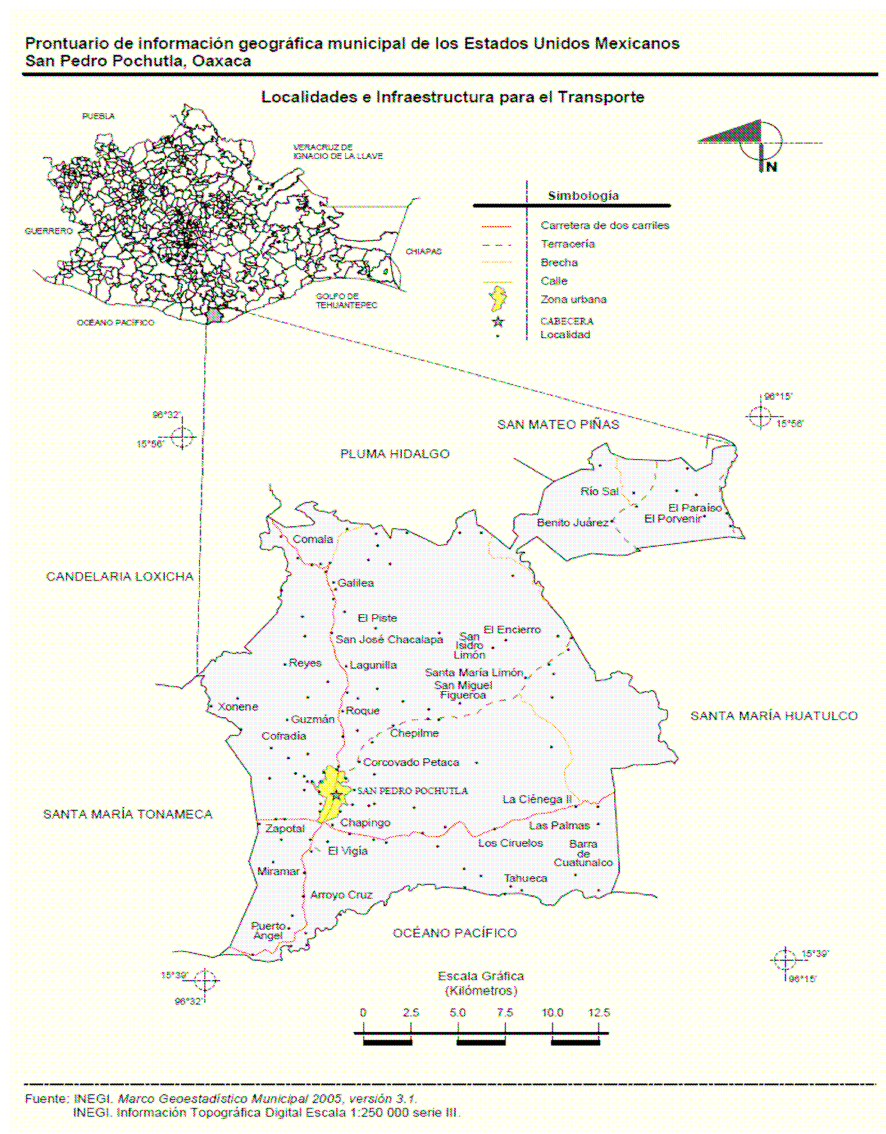 Prontuario de información geográfica municipal de los Estados Unidos Mexicanos
San Pedro Pochutla, Oaxaca
Localidades e Infraestructura para el Transporte
PUEBLA
VERACRUZ DE
IGNACIO DE LA LLAVE
GUERRERO
CHIAPAS
GOLFO DE
TEHUANTEPEC
OCÉANO PACÍFICO
N
Simbología
Carretera de dos carriles
Terracería
Brecha
Calle
Zona urbana
CABECERA
Localidad
96°32'
15°56'
96°15'
15°56'
SAN MATEO PIÑAS
PLUMA HIDALGO
Río Sal
El Paraíso
El Porvenir
Benito Juárez
Comala
CANDELARIA LOXICHA
Galilea
El Piste
San José Chacalapa
El Encierro
San
Isidro
Limón
Reyes
Lagunilla
Santa María Limón
San Miguel
Figueroa
Xonene
Roque
Guzmán
SANTA MARÍA HUATULCO
Cofradía
Chepilme
Corcovado Petaca
SAN PEDRO POCHUTLA
La Ciénega II
SANTA MARÍA TONAMECA
Zapotal
Chapingo
Las Palmas
El Vigía
Los Ciruelos
Barra
de
Cuatunalco
Miramar
Tahueca
Arroyo Cruz
Puerto
Ángel
OCÉANO PACÍFICO
15°39'
96°32'
15°39'
96°15'
Escala Gráfica
(Kilómetros)
0 2.5 5.0 7.5 10.0 12.5
Fuente: INEGI. Marco Geoestadístico Municipal 2005, versión 3.1.
INEGI. Información Topográfica Digital Escala 1:250 000 serie III.